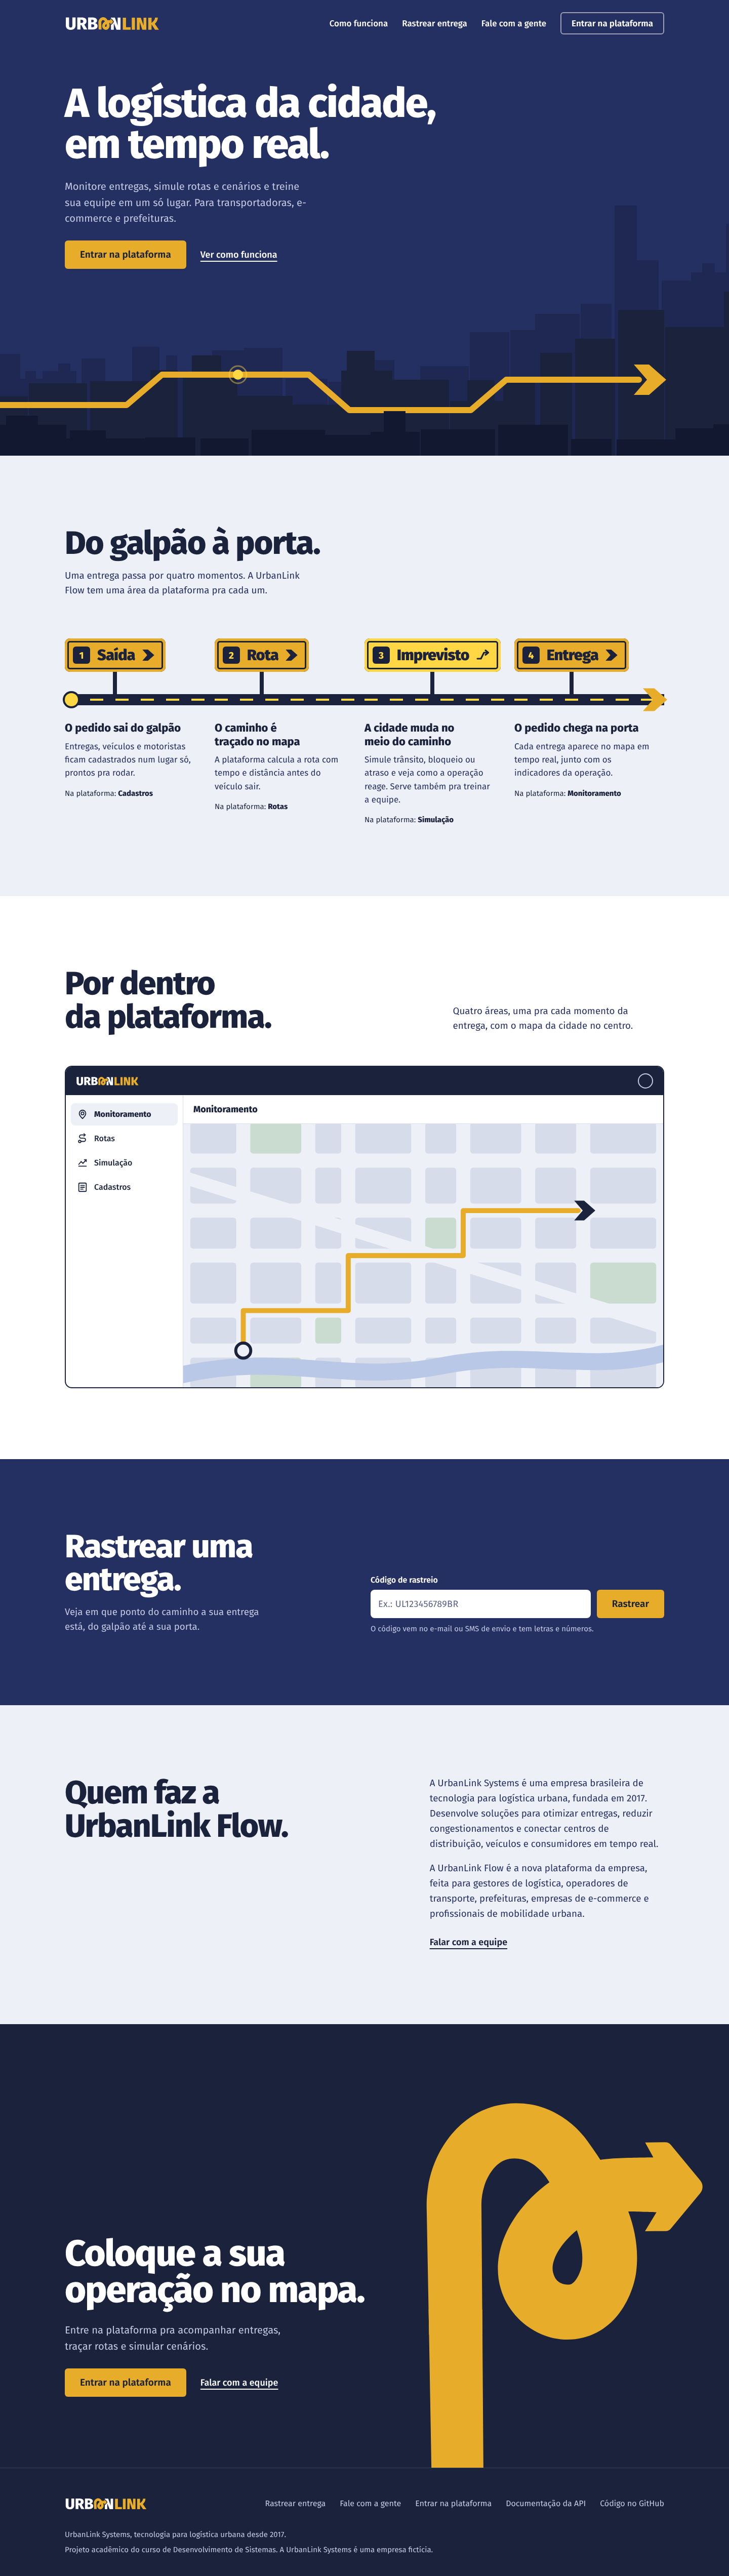 URBANLINK
Como funciona
Rastrear entrega
Fale com a gente
Entrar na plataforma
A logística da cidade,
em tempo real.
Monitore entregas, simule rotas e cenários e treine
sua equipe em um só lugar. Para transportadoras, e-
commerce e prefeituras.
Entrar na plataforma
Ver como funciona
Do galpão à porta.
Uma entrega passa por quatro momentos. A UrbanLink
Flow tem uma área da plataforma pra cada um.
1 Saída
2 Rota
3 Imprevisto
4 Entrega
O pedido sai do galpão
Entregas, veículos e motoristas
ficam cadastrados num lugar só,
prontos pra rodar.
Na plataforma: Cadastros
O caminho é
traçado no mapa
A plataforma calcula a rota com
tempo e distância antes do
veículo sair.
Na plataforma: Rotas
A cidade muda no
meio do caminho
Simule trânsito, bloqueio ou
atraso e veja como a operação
reage. Serve também pra treinar
a equipe.
Na plataforma: Simulação
O pedido chega na porta
Cada entrega aparece no mapa em
tempo real, junto com os
indicadores da operação.
Na plataforma: Monitoramento
Por dentro
da plataforma.
Quatro áreas, uma pra cada momento da
entrega, com o mapa da cidade no centro.
URBANLINK
Monitoramento
Rotas
Simulação
Cadastros
Monitoramento
Rastrear uma
entrega.
Veja em que ponto do caminho a sua entrega
está, do galpão até a sua porta.
Código de rastreio
Ex.: UL123456789BR
Rastrear
O código vem no e-mail ou SMS de envio e tem letras e números.
Quem faz a
UrbanLink Flow.
A UrbanLink Systems é uma empresa brasileira de
tecnologia para logística urbana, fundada em 2017.
Desenvolve soluções para otimizar entregas, reduzir
congestionamentos e conectar centros de
distribuição, veículos e consumidores em tempo real.
A UrbanLink Flow é a nova plataforma da empresa,
feita para gestores de logística, operadores de
transporte, prefeituras, empresas de e-commerce e
profissionais de mobilidade urbana.
Falar com a equipe
Coloque a sua
operação no mapa.
Entre na plataforma pra acompanhar entregas,
traçar rotas e simular cenários.
Entrar na plataforma
Falar com a equipe
URBANLINK
Rastrear entrega
Fale com a gente
Entrar na plataforma
Documentação da API
Código no GitHub
UrbanLink Systems, tecnologia para logística urbana desde 2017.
Projeto acadêmico do curso de Desenvolvimento de Sistemas. A UrbanLink Systems é uma empresa fictícia.